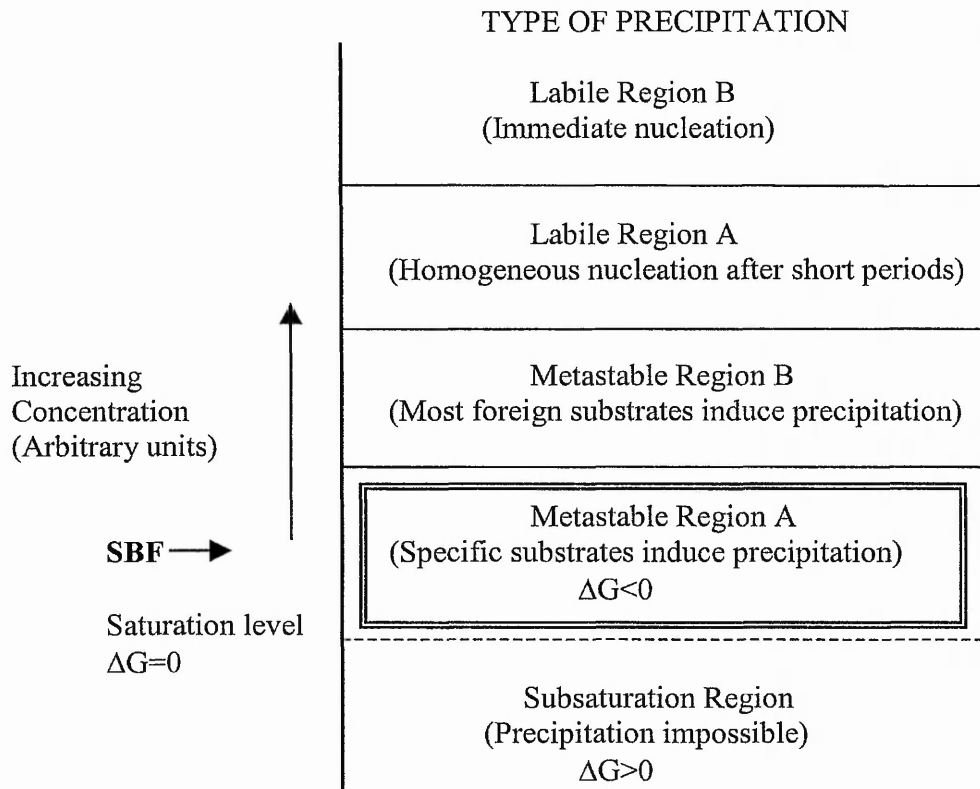 TYPE OF PRECIPITATION
Labile Region B
(Immediate nucleation)
Labile Region A
(Homogeneous nucleation after short periods)
Metastable Region B
(Most foreign substrates induce precipitation)
Increasing
Concentration
(Arbitrary units)
Metastable Region A
(Specific substrates induce precipitation)
ΔG<0
SBF
Saturation level
ΔG=0
Subsaturation Region
(Precipitation impossible)
ΔG>0